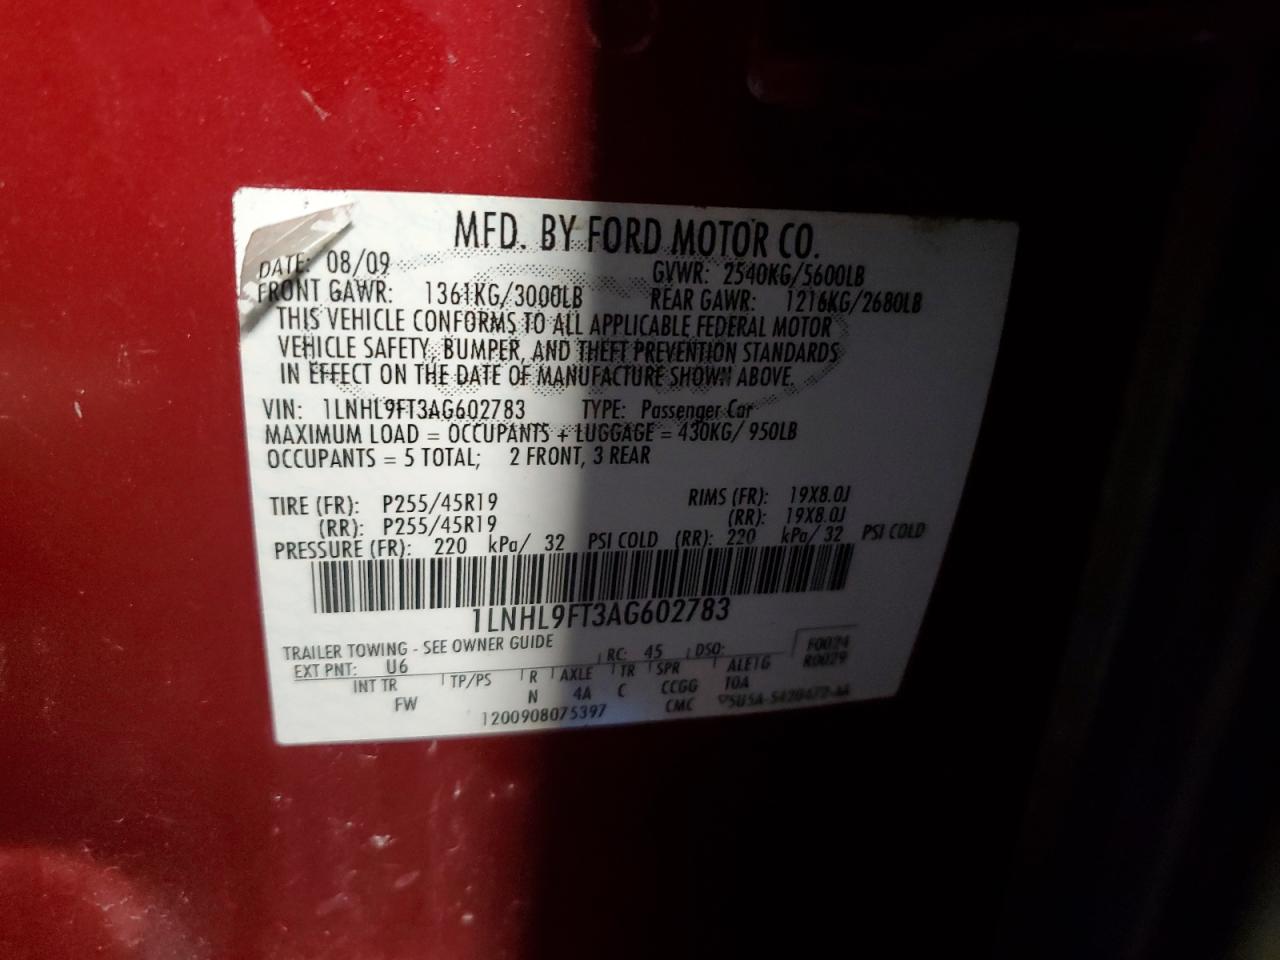 MFD. BY FORD MOTOR CO.
DATE: 08/09 GVWR: 2540KG/5600LB
FRONT GAWR: 1361KG/3000LB REAR GAWR: 1216KG/2680LB
THIS VEHICLE CONFORMS TO ALL APPLICABLE FEDERAL MOTOR
VEHICLE SAFETY, BUMPER, AND THEFT PREVENTION STANDARDS
IN EFFECT ON THE DATE OF MANUFACTURE SHOWN ABOVE.
VIN: 1LNHL9FT3AG602783 TYPE: Passenger Car
MAXIMUM LOAD = OCCUPANTS + LUGGAGE = 430KG/ 950LB
OCCUPANTS = 5 TOTAL; 2 FRONT, 3 REAR
TIRE (FR): P255/45R19 RIMS (FR): 19X8.0J
(RR): P255/45R19 (RR): 19X8.0J
PRESSURE (FR): 220 kPa/ 32 PSI COLD (RR): 220 kPa/ 32 PSI COLD
1LNHL9FT3AG602783
TRAILER TOWING - SEE OWNER GUIDE F0024
EXT PNT: U6 RC: 45 DSO: R0029
INT TR TP/PS R AXLE TR SPR ALE1G
FW N 4A C CCGG 10A
1200908075397 CMC